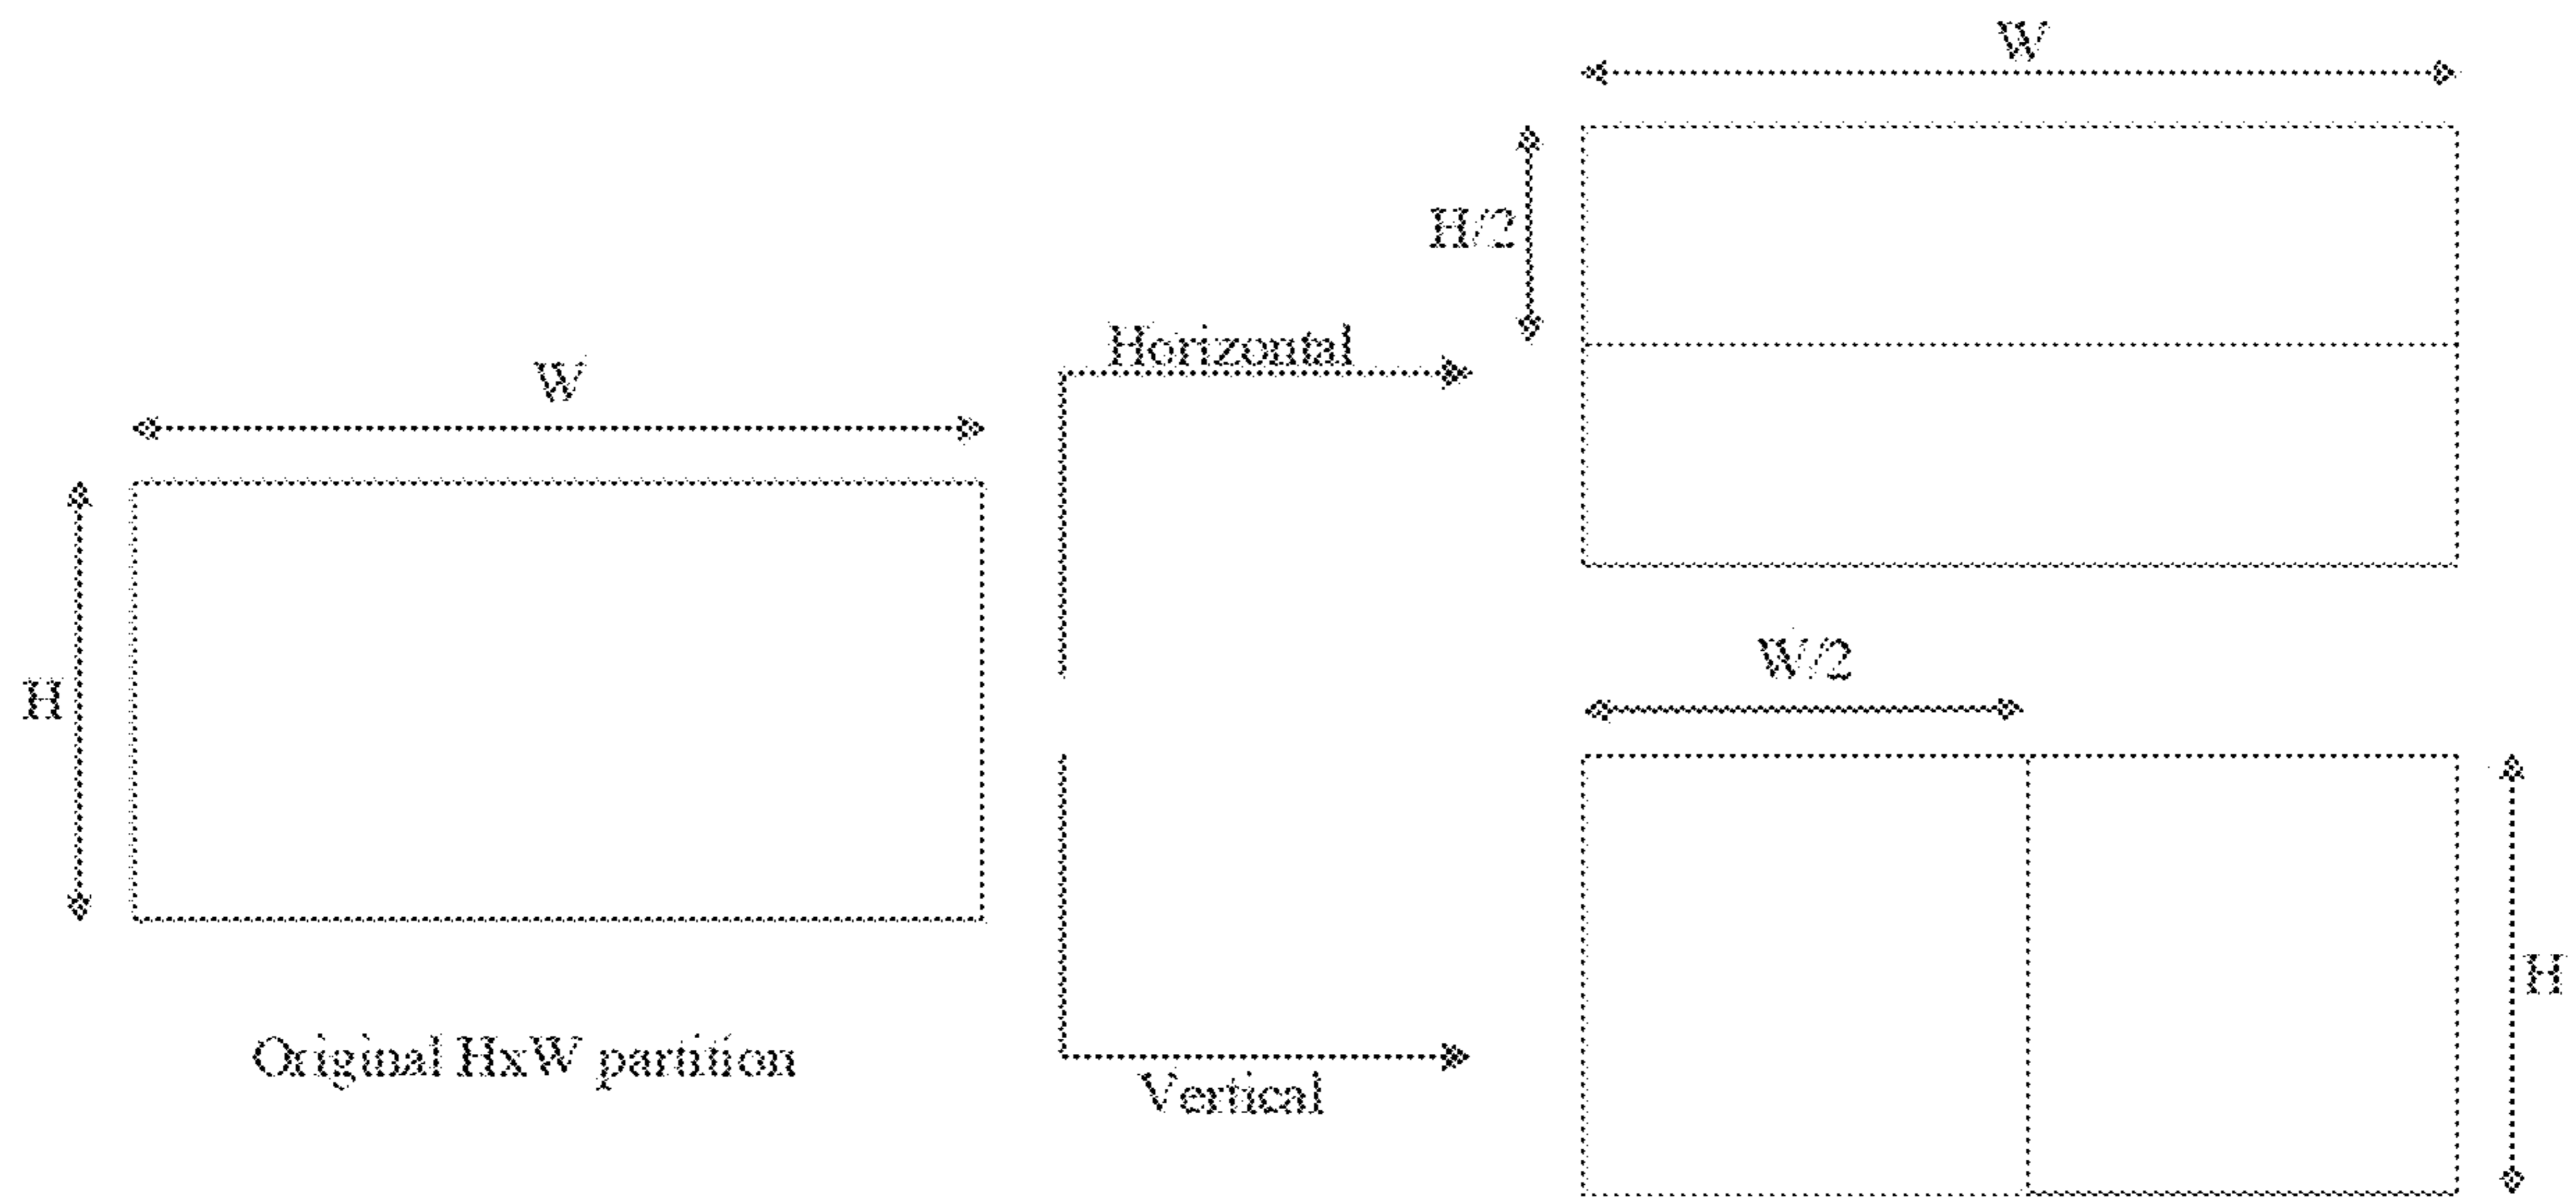 W
H
Original HxW partition
Horizontal
Vertical
W
H/2
W/2
H